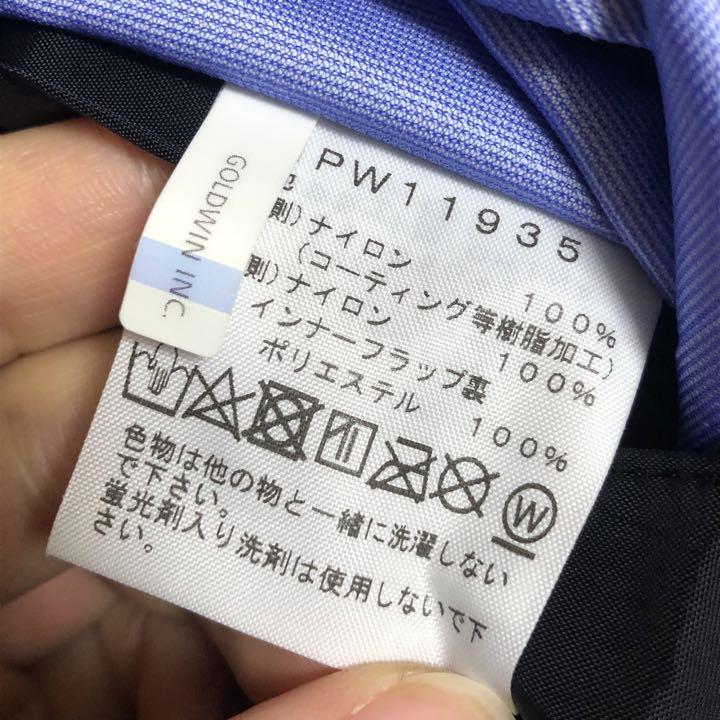 GOLDWIN INC.
PW11935
側)ナイロン 100%
(コーティング等樹脂加工)
側)ナイロン 100%
インナーフラップ裏
ポリエステル 100%
W
色物は他の物と一緒に洗濯しない
で下さい。
蛍光剤入り洗剤は使用しないで下
さい。